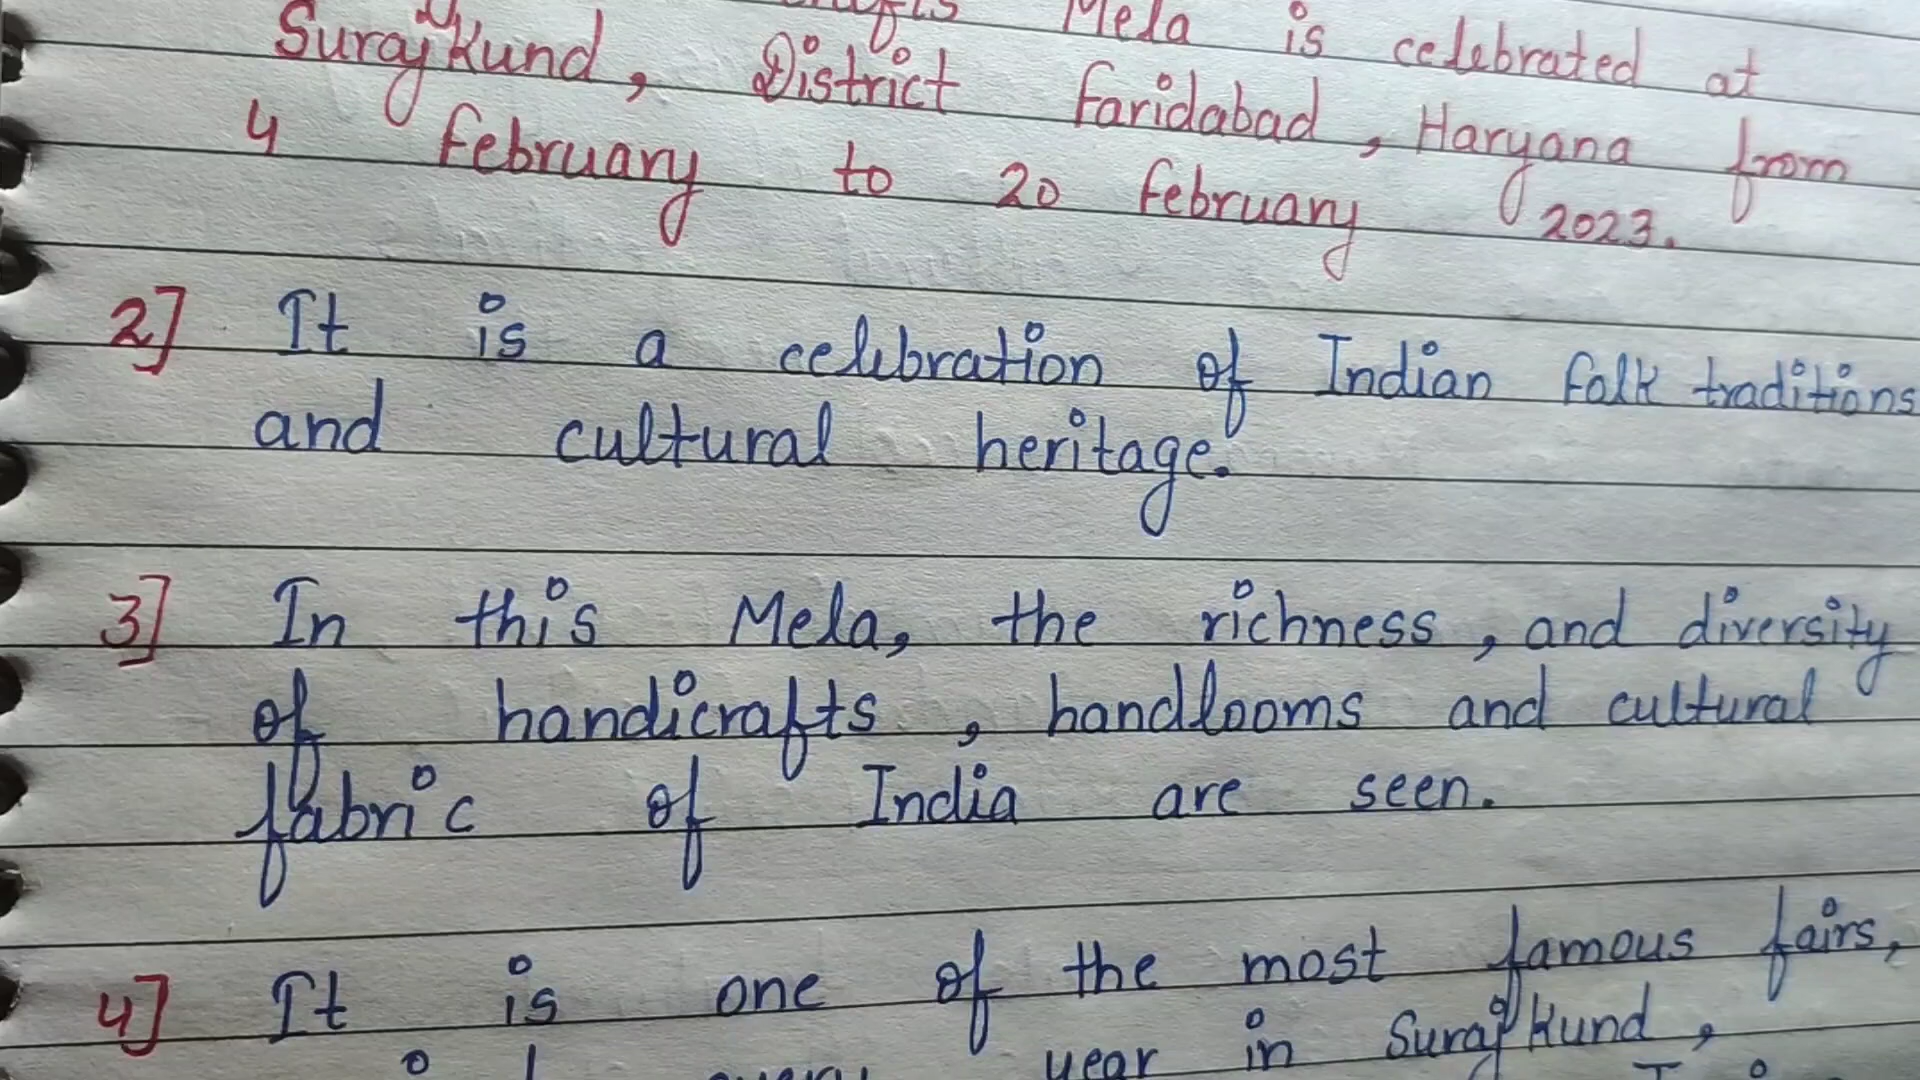 Mela is celebrated at
Surajkund, District Faridabad, Haryana from
4 February to 20 February 2023.
2] It is a celebration of Indian folk traditions
and cultural heritage.
3] In this Mela, the richness, and diversity
of handicrafts, handlooms and cultural
fabric of India are seen.
4] It is one of the most famous fairs,
every year in Surajkund,